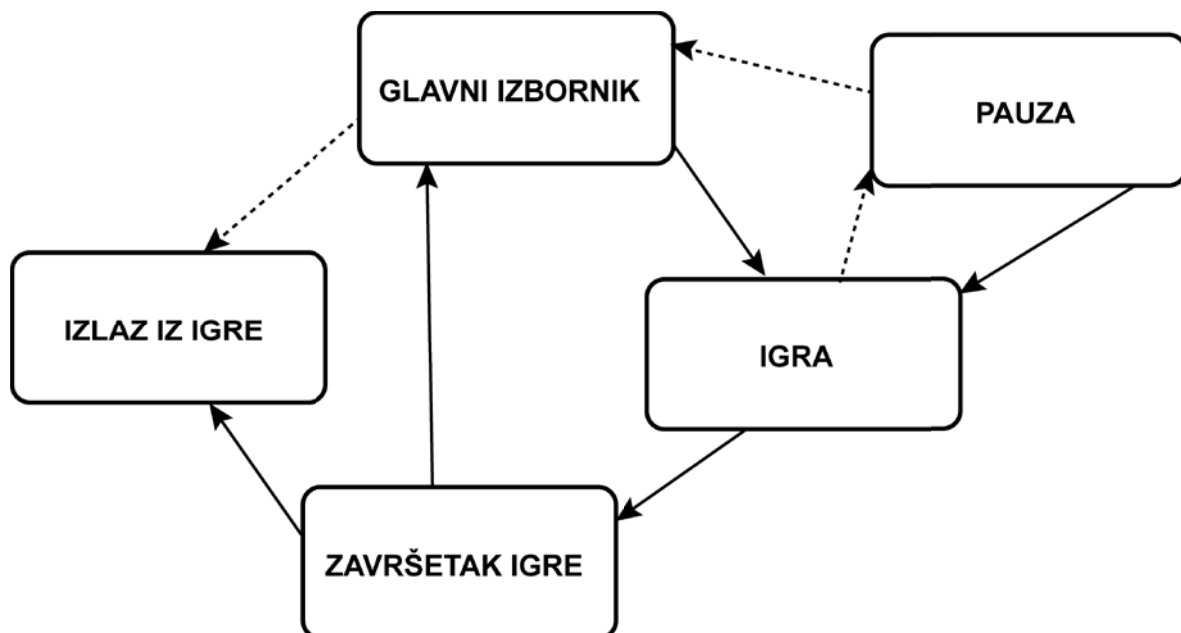 GLAVNI IZBORNIK
PAUZA
IZLAZ IZ IGRE
IGRA
ZAVRŠETAK IGRE